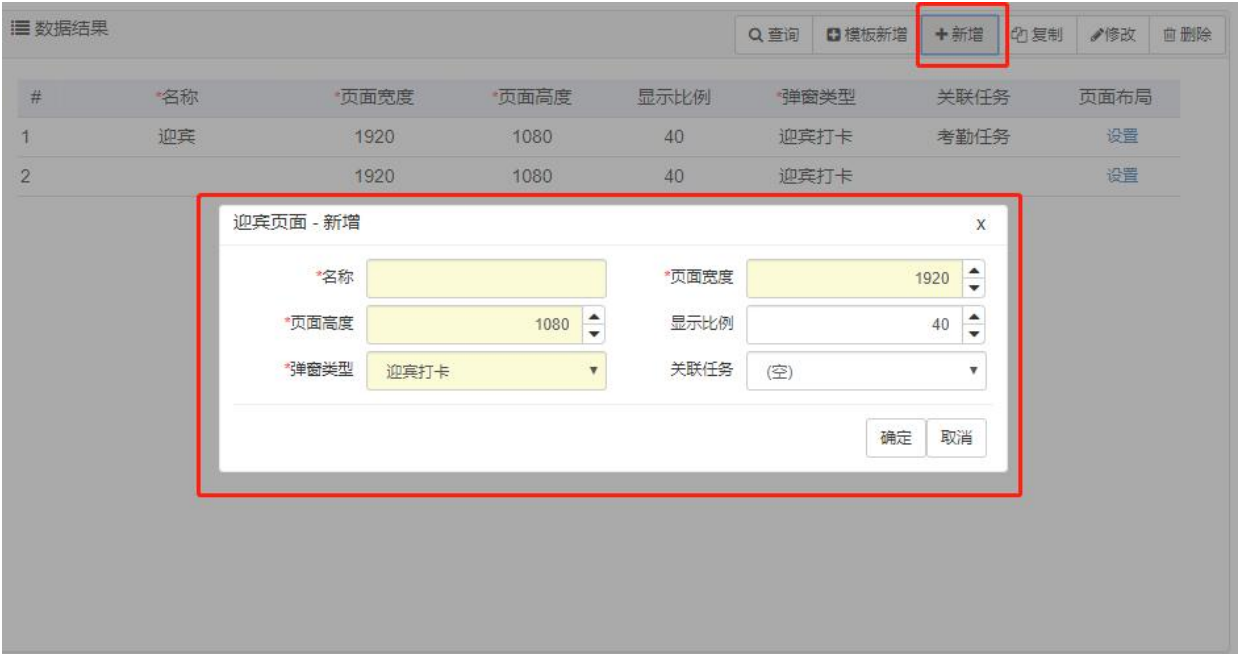 数据结果 查询 模板新增 新增 复制 修改 删除
# *名称 *页面宽度 *页面高度 显示比例 *弹窗类型 关联任务 页面布局
1 迎宾 1920 1080 40 迎宾打卡 考勤任务 设置
2 1920 1080 40 迎宾打卡 设置
迎宾页面 - 新增 x
*名称 *页面宽度 1920
*页面高度 1080 显示比例 40
*弹窗类型 迎宾打卡 关联任务 (空)
确定 取消